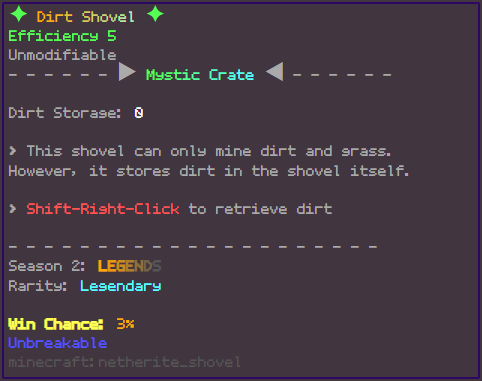 ✦ Dirt Shovel ✦
Efficiency 5
Unmodifiable
- - - - - - ▶ Mystic Crate ◀ - - - - - -
Dirt Storage: 0
> This shovel can only mine dirt and grass.
However, it stores dirt in the shovel itself.
> Shift-Right-Click to retrieve dirt
- - - - - - - - - - - - - - - - - - - - - -
Season 2: LEGENDS
Rarity: Legendary
Win Chance: 3%
Unbreakable
minecraft:netherite_shovel